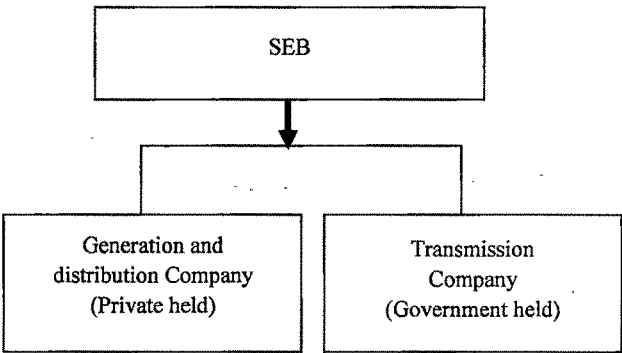 SEB
Generation and
distribution Company
(Private held)
Transmission
Company
(Government held)